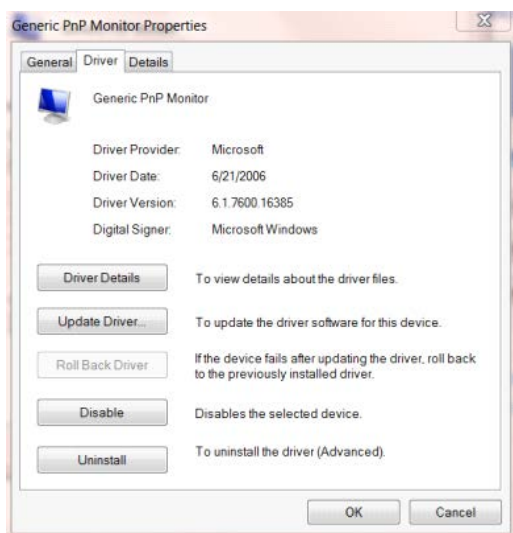 Generic PnP Monitor Properties
General Driver Details
Generic PnP Monitor
Driver Provider: Microsoft
Driver Date: 6/21/2006
Driver Version: 6.1.7600.16385
Digital Signer: Microsoft Windows
Driver Details To view details about the driver files.
Update Driver... To update the driver software for this device.
Roll Back Driver If the device fails after updating the driver, roll back
to the previously installed driver.
Disable Disables the selected device.
Uninstall To uninstall the driver (Advanced).
OK Cancel